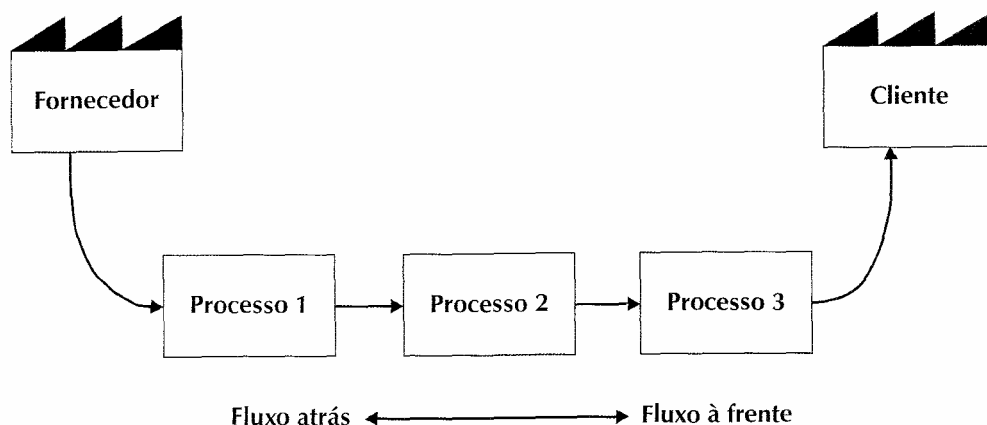 Fornecedor
Cliente
Processo 1
Processo 2
Processo 3
Fluxo atrás
Fluxo à frente